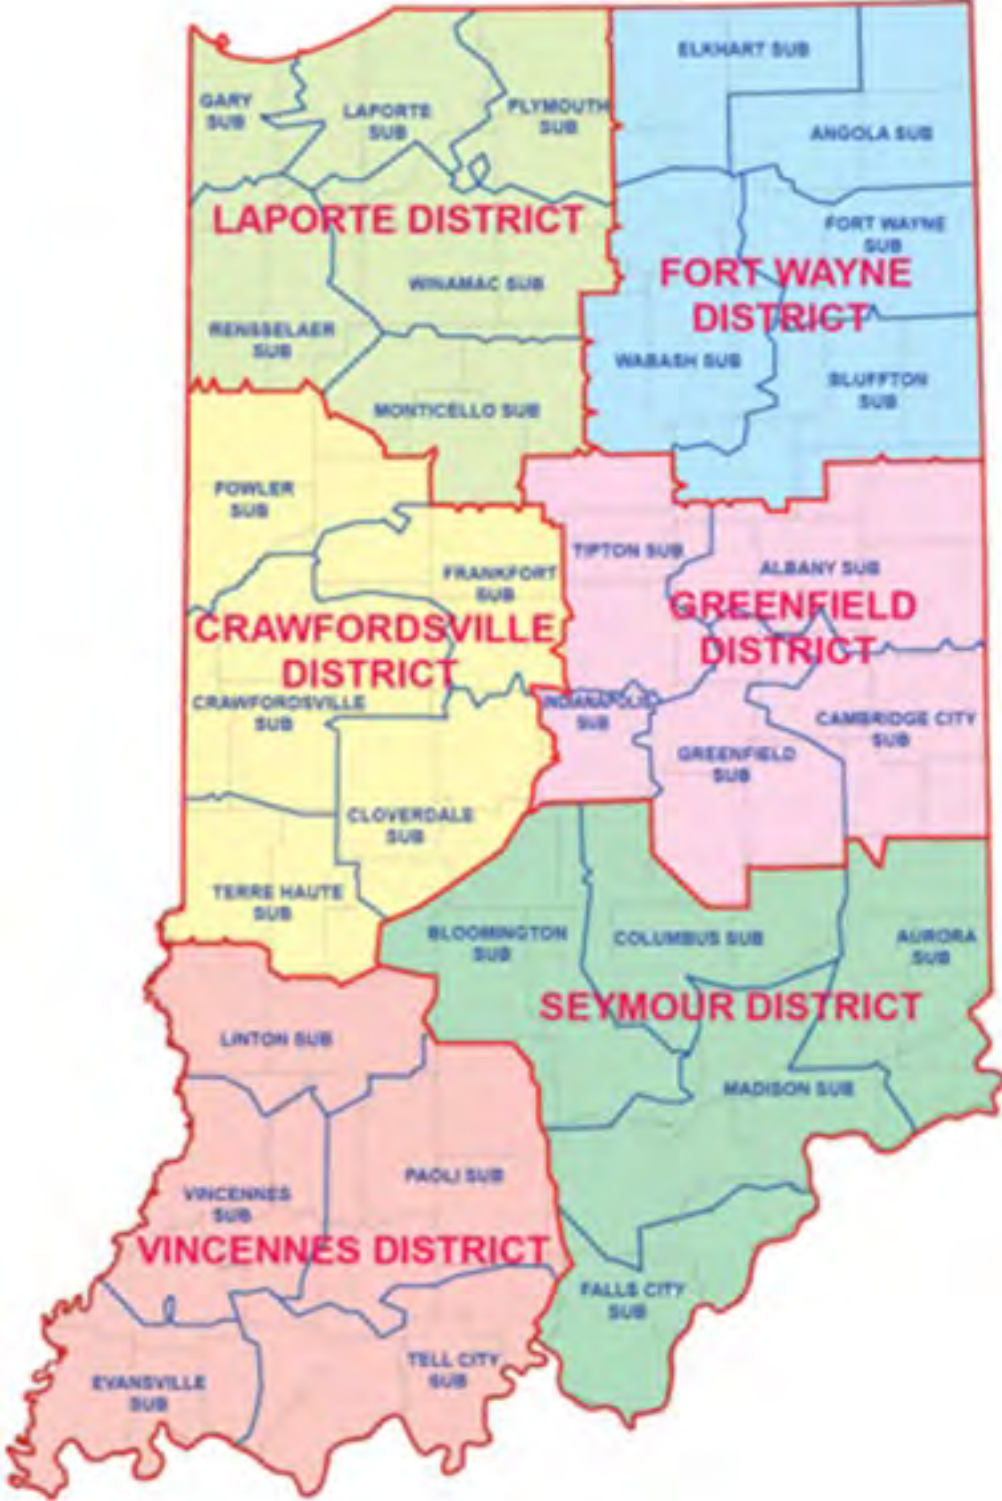 ELKHART SUB
GARY
SUB
LAPORTE
SUB
PLYMOUTH
SUB
ANGOLA SUB
LAPORTE DISTRICT
FORT WAYNE
SUB
FORT WAYNE
DISTRICT
WINAMAC SUB
RENSSELAER
SUB
WABASH SUB
BLUFFTON
SUB
MONTICELLO SUB
FOWLER
SUB
TIPTON SUB
ALBANY SUB
FRANKFORT
SUB
GREENFIELD
DISTRICT
CRAWFORDSVILLE
DISTRICT
CRAWFORDSVILLE
SUB
INDIANAPOLIS
SUB
CAMBRIDGE CITY
SUB
GREENFIELD
SUB
CLOVERDALE
SUB
TERRE HAUTE
SUB
BLOOMINGTON
SUB
COLUMBUS SUB
AURORA
SUB
SEYMOUR DISTRICT
LINTON SUB
MADISON SUB
PAOLI SUB
VINCENNES
SUB
VINCENNES DISTRICT
FALLS CITY
SUB
TELL CITY
SUB
EVANSVILLE
SUB